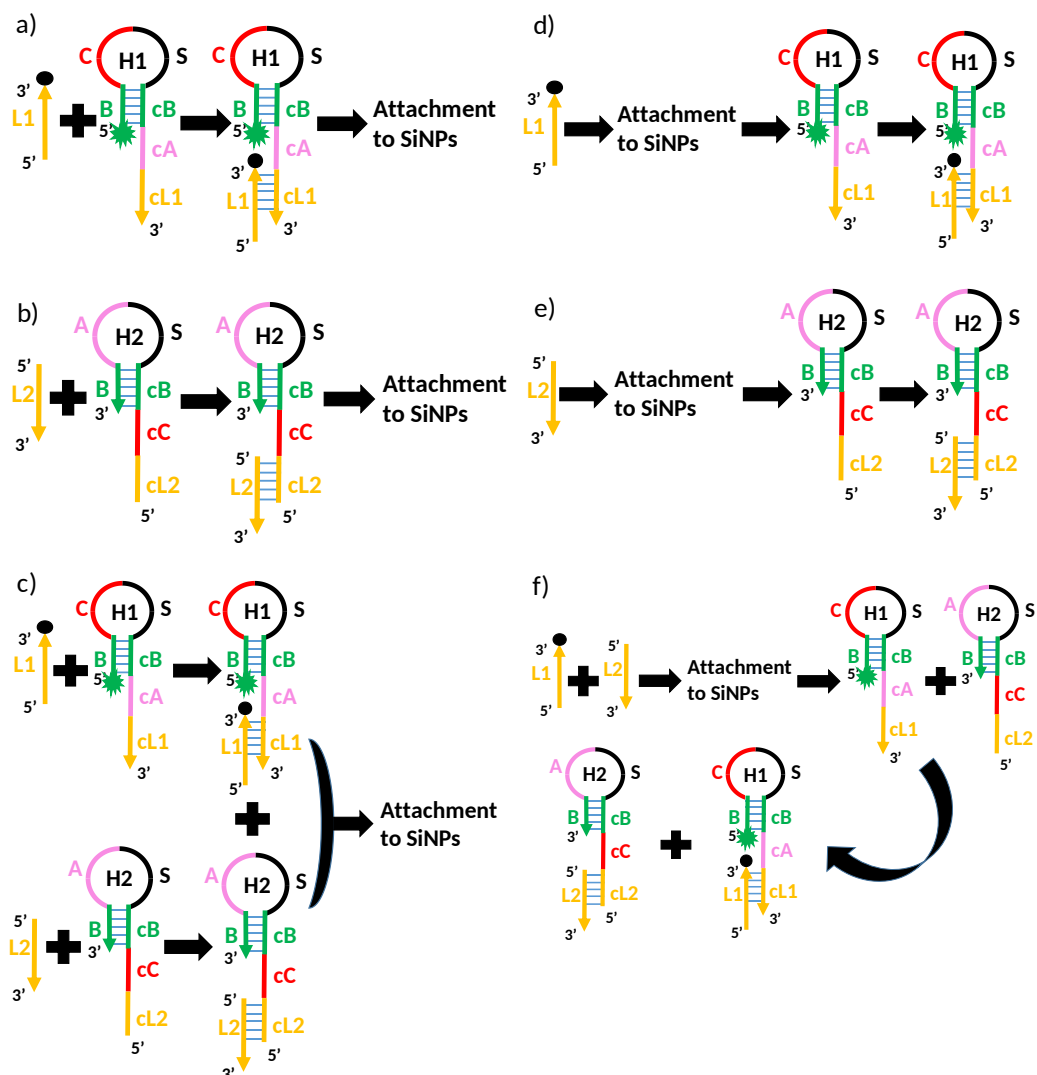 a)
C H1 S
C H1 S
3’
L1
5’
B cB
5’
cA
cL1
3’
B cB
5’
cA
3’
L1 cL1
5’ 3’
Attachment
to SiNPs
d)
3’
L1
5’
Attachment
to SiNPs
C H1 S
B cB
5’
cA
cL1
3’
C H1 S
B cB
5’
cA
3’
L1 cL1
5’ 3’
b)
5’
L2
3’
A H2 S
B cB
3’
cC
cL2
5’
A H2 S
B cB
3’
cC
5’
L2 cL2
5’
3’
Attachment
to SiNPs
e)
5’
L2
3’
Attachment
to SiNPs
A H2 S
B cB
3’
cC
cL2
5’
A H2 S
B cB
3’
cC
5’
L2 cL2
5’
3’
c)
3’
L1
5’
C H1 S
B cB
5’
cA
cL1
3’
C H1 S
B cB
5’
cA
3’
L1 cL1
3’
5’
5’
L2
3’
A H2 S
B cB
3’
cC
cL2
5’
A H2 S
B cB
3’
cC
5’
L2 cL2
5’
3’
Attachment
to SiNPs
f)
3’
L1
5’
5’
L2
3’
Attachment
to SiNPs
C H1 S
B cB
5’
cA
cL1
3’
A H2 S
B cB
3’
cC
cL2
5’
A H2 S
B cB
3’
cC
5’
L2 cL2
5’
3’
C H1 S
B cB
5’
cA
3’
L1 cL1
3’
5’